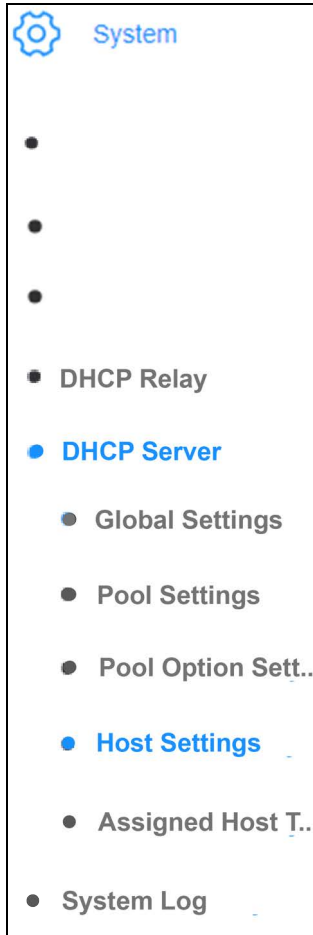 System
DHCP Relay
DHCP Server
Global Settings
Pool Settings
Pool Option Sett..
Host Settings
Assigned Host T..
System Log